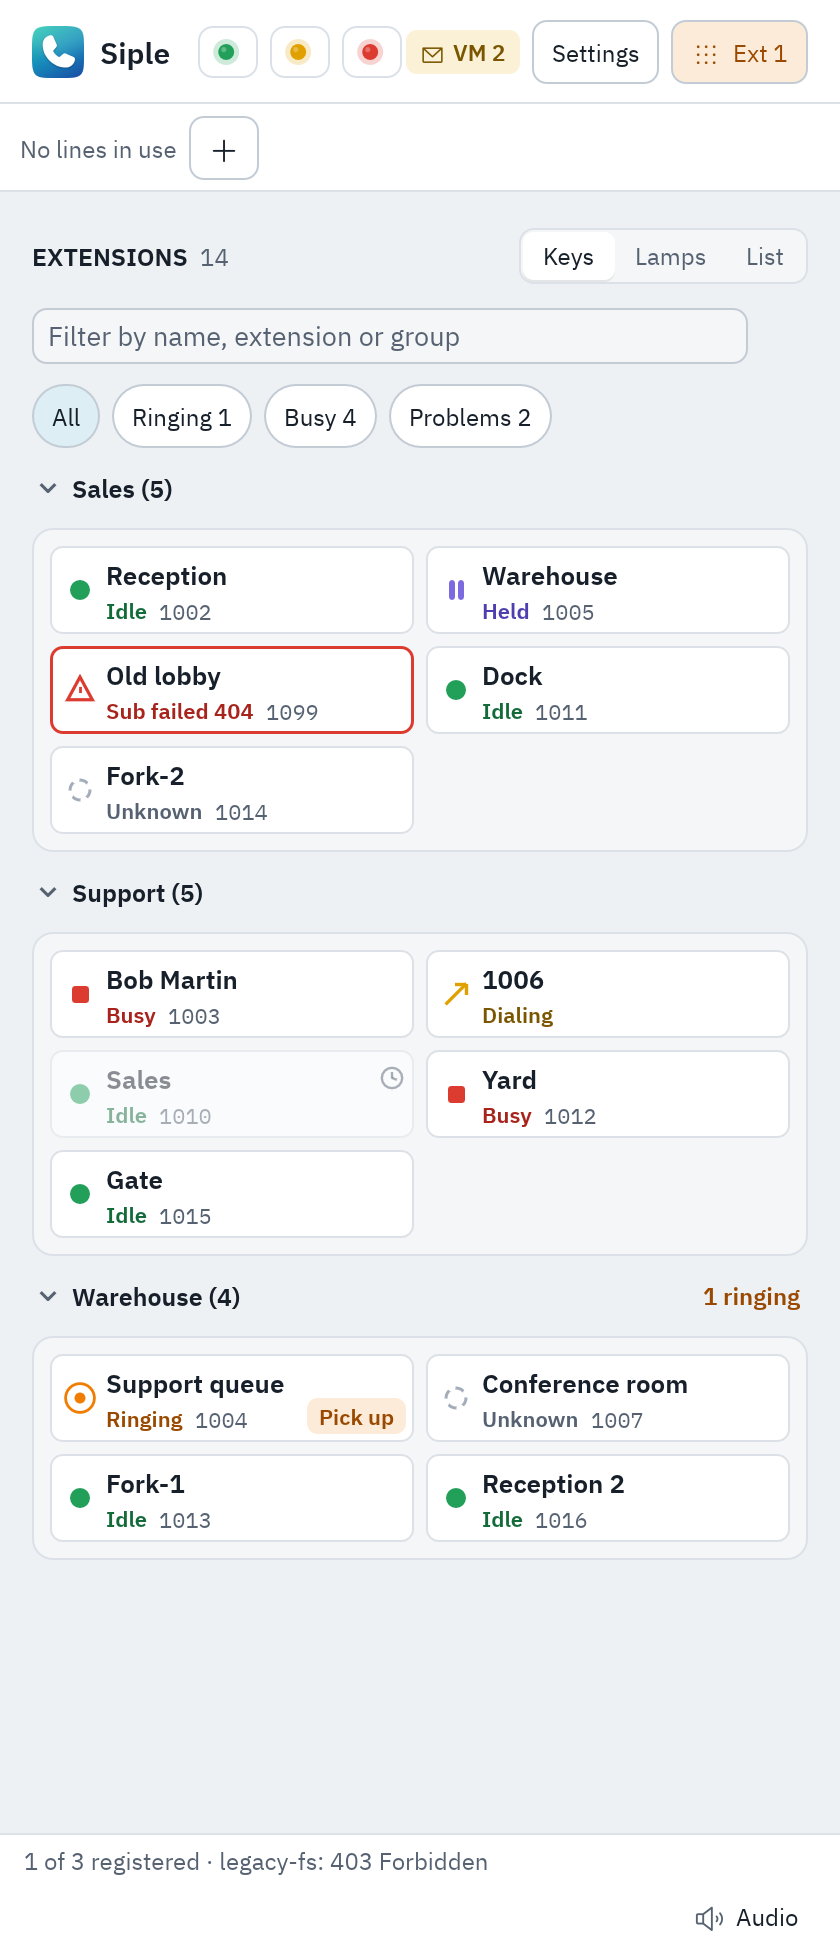 Siple VM 2 Settings Ext 1
No lines in use
EXTENSIONS 14 Keys Lamps List
Filter by name, extension or group
All Ringing 1 Busy 4 Problems 2
Sales (5)
Reception Warehouse
Idle 1002 Held 1005
Old lobby Dock
Sub failed 404 1099 Idle 1011
Fork-2
Unknown 1014
Support (5)
Bob Martin 1006
Busy 1003 Dialing
Sales Yard
Idle 1010 Busy 1012
Gate
Idle 1015
Warehouse (4) 1 ringing
Support queue Conference room
Ringing 1004 Pick up Unknown 1007
Fork-1 Reception 2
Idle 1013 Idle 1016
1 of 3 registered · legacy-fs: 403 Forbidden
Audio